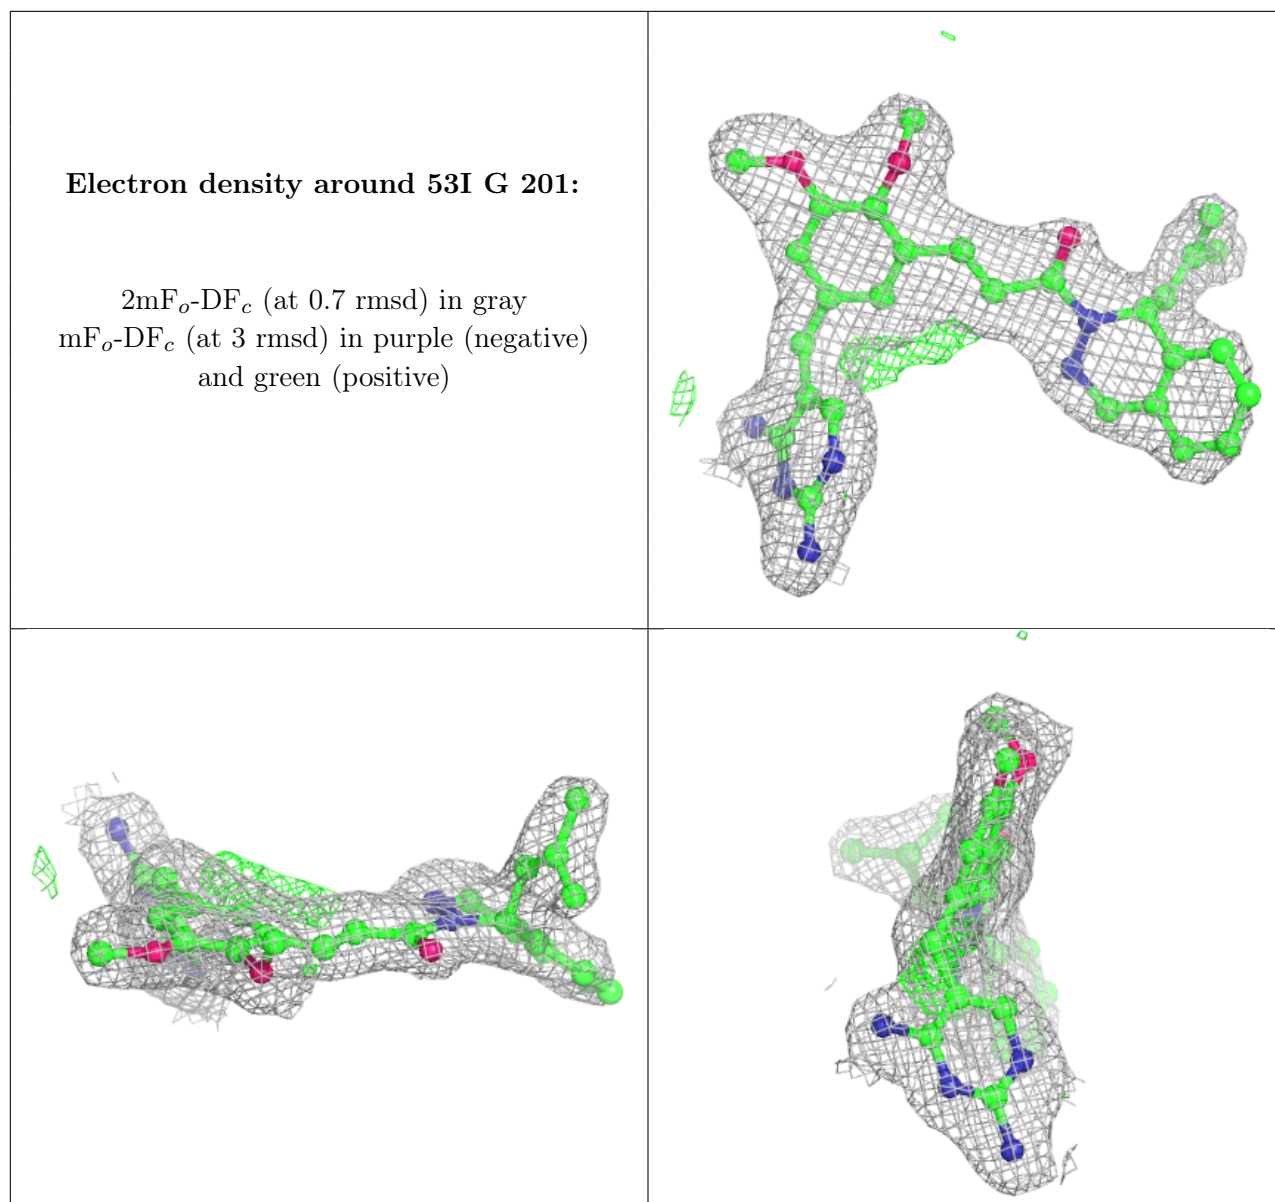 Electron density around 53I G 201:
2mFo-DFc (at 0.7 rmsd) in gray
mFo-DFc (at 3 rmsd) in purple (negative)
and green (positive)